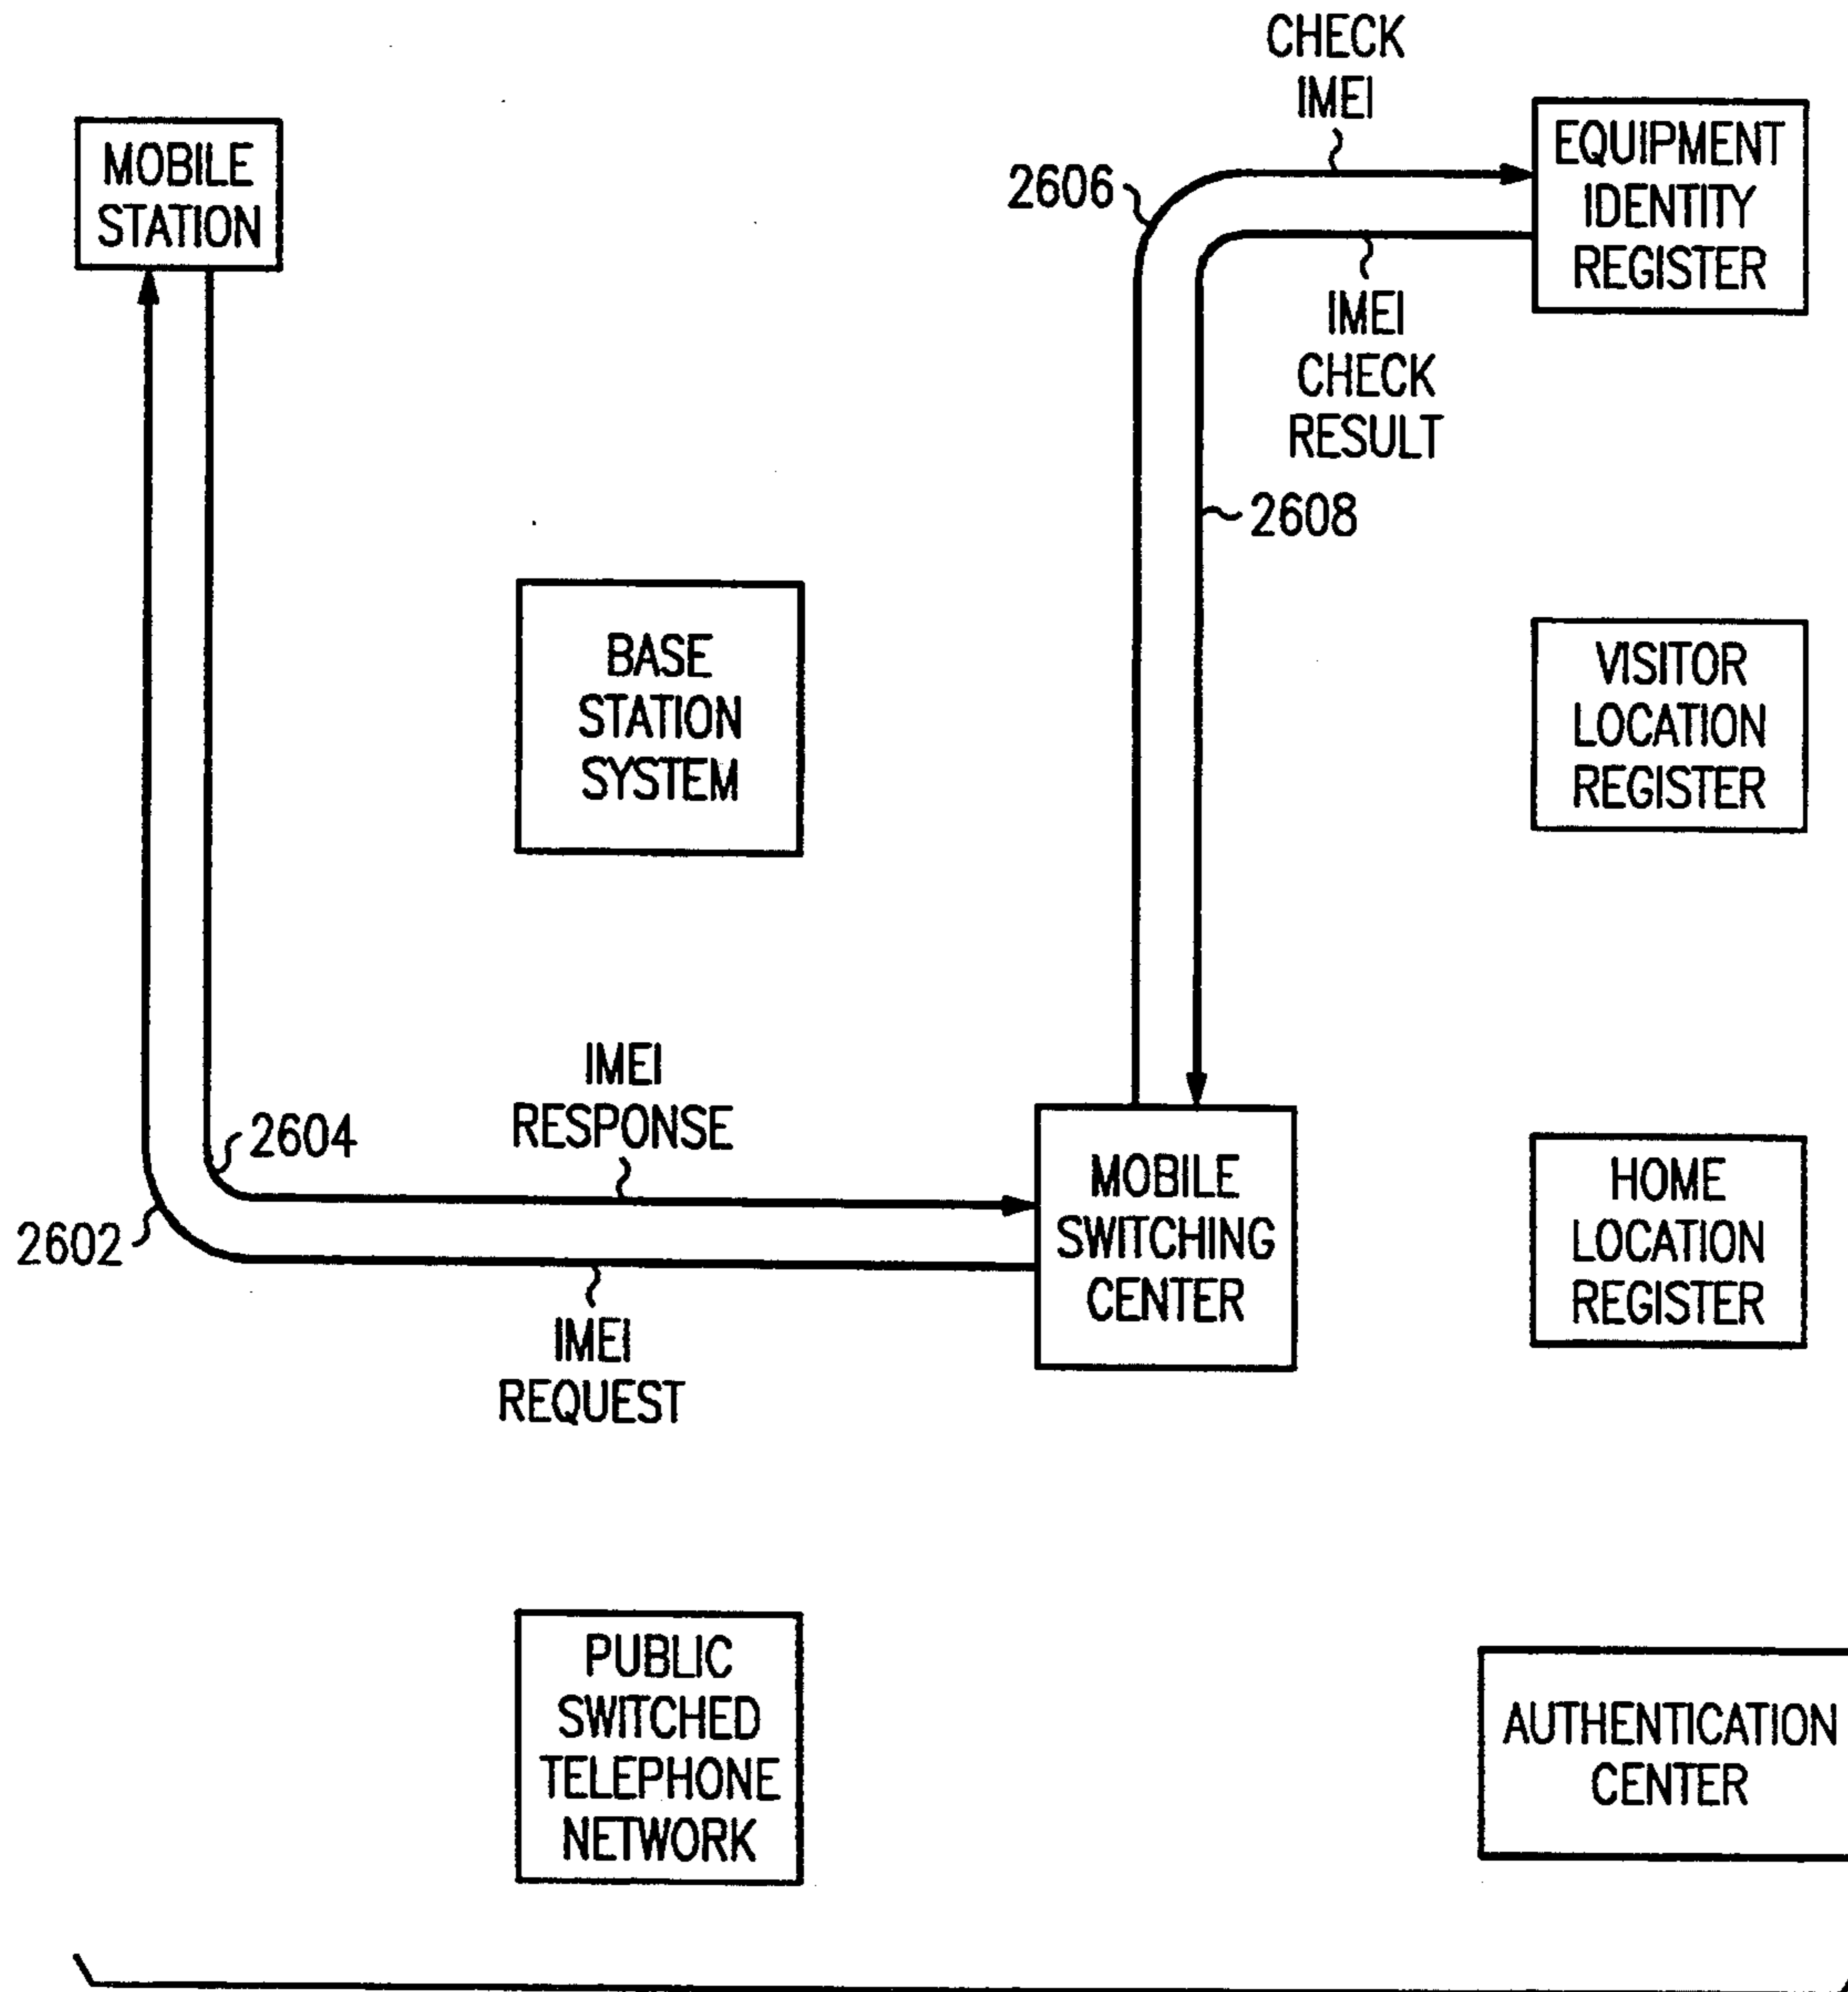 CHECK
IMEI
MOBILE
STATION
2606
EQUIPMENT
IDENTITY
REGISTER
IMEI
CHECK
RESULT
2608
BASE
STATION
SYSTEM
VISITOR
LOCATION
REGISTER
IMEI
RESPONSE
2604
2602
MOBILE
SWITCHING
CENTER
HOME
LOCATION
REGISTER
IMEI
REQUEST
PUBLIC
SWITCHED
TELEPHONE
NETWORK
AUTHENTICATION
CENTER